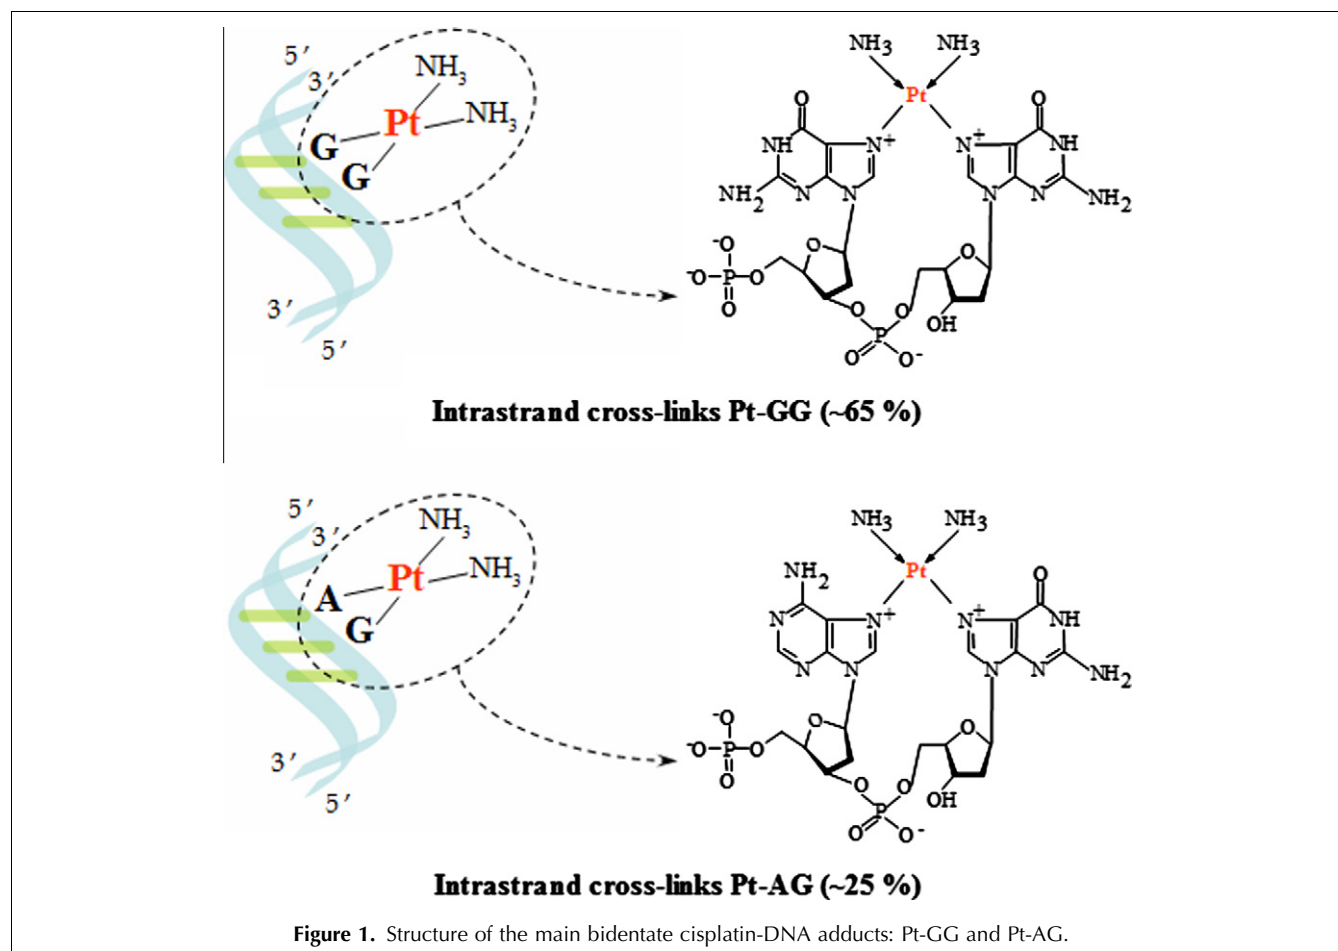 5′
3′
NH3
NH3
Pt
G
G
3′
5′
NH3 NH3
Pt
O O
NH N+ N+ NH
NH2 N N N N NH2
-O O O
-O P O
O O O OH
P
O O-
Intrastrand cross-links Pt-GG (~65 %)
5′
3′
NH3
NH3
Pt
A
G
3′
5′
NH3 NH3
Pt
NH2 O
N N+ N+ NH
N N N N NH2
-O O O
-O P O
O O O OH
P
O O-
Intrastrand cross-links Pt-AG (~25 %)
Figure 1. Structure of the main bidentate cisplatin-DNA adducts: Pt-GG and Pt-AG.